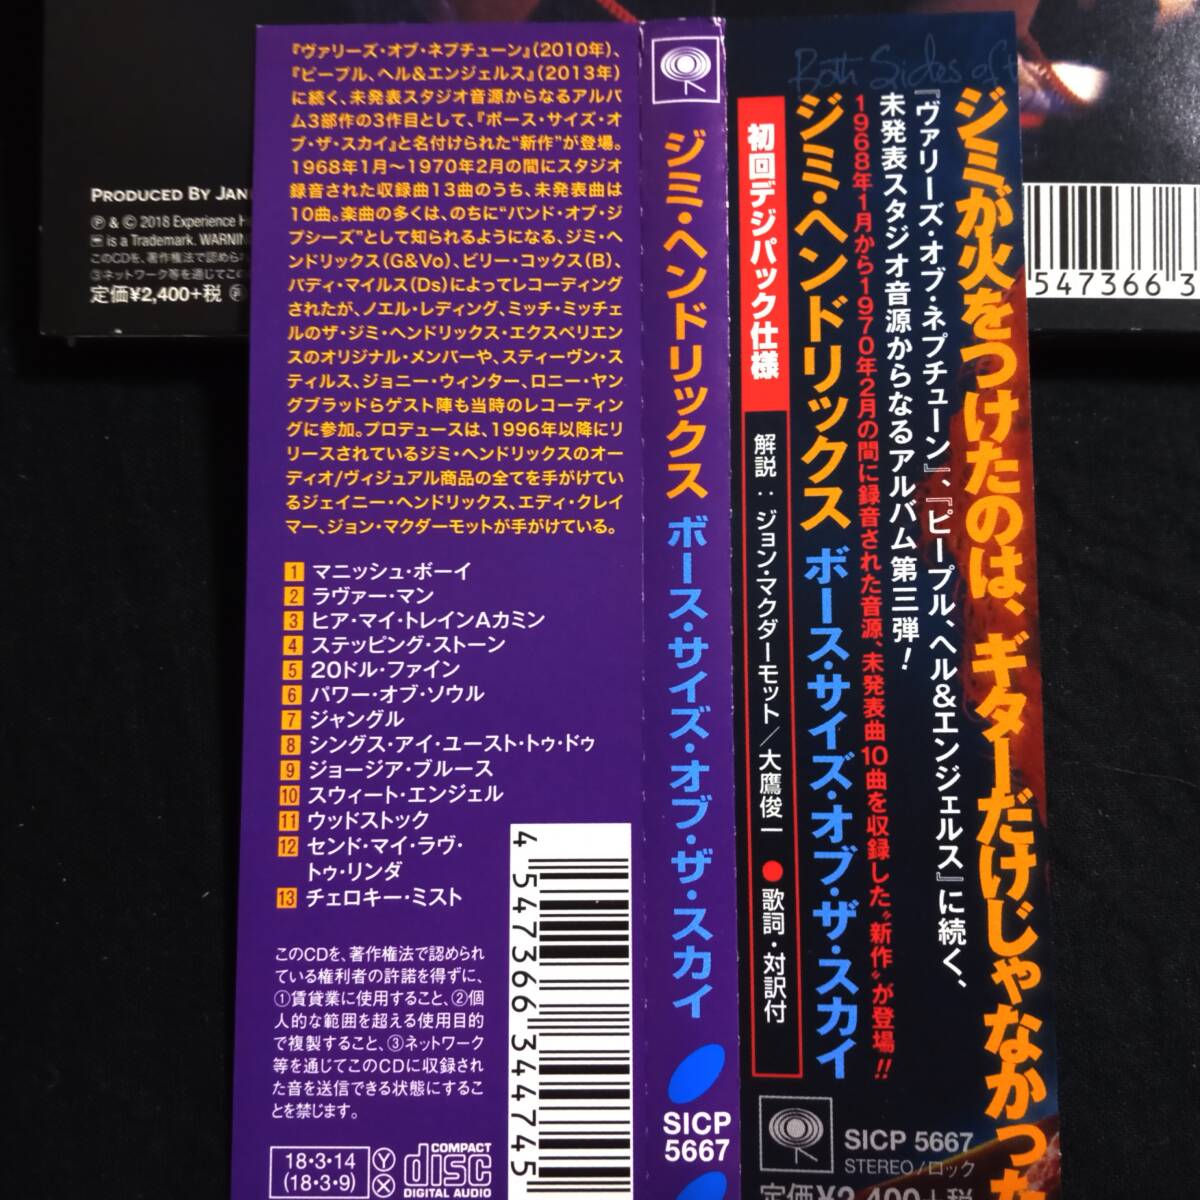 PRODUCED BY JAN
℗ & © 2018 Experience H
is a Trademark. WARNIN
このCDを、著作権法で認められ
③ネットワーク等を通じてこの
定価¥2,400+税
547366 3
『ヴァリーズ・オブ・ネプチューン』(2010年)、
『ピープル、ヘル&エンジェルス』(2013年)
に続く、未発表スタジオ音源からなるアルバ
ム3部作の3作目として、『ボース・サイズ・オ
ブ・ザ・スカイ』と名付けられた“新作”が登場。
1968年1月〜1970年2月の間にスタジオ
録音された収録曲13曲のうち、未発表曲は
10曲。楽曲の多くは、のちに“バンド・オブ・ジ
プシーズ”として知られるようになる、ジミ・ヘ
ンドリックス(G&Vo)、ビリー・コックス(B)、
バディ・マイルス(Ds)によってレコーディング
されたが、ノエル・レディング、ミッチ・ミッチェ
ルのザ・ジミ・ヘンドリックス・エクスペリエン
スのオリジナル・メンバーや、スティーヴン・ス
ティルス、ジョニー・ウィンター、ロニー・ヤン
グブラッドらゲスト陣も当時のレコーディン
グに参加。プロデュースは、1996年以降にリ
リースされているジミ・ヘンドリックスのオー
ディオ/ヴィジュアル商品の全てを手がけてい
るジェイニー・ヘンドリックス、エディ・クレイ
マー、ジョン・マクダーモットが手がけている。
1 マニッシュ・ボーイ
2 ラヴァー・マン
3 ヒア・マイ・トレインAカミン
4 ステッピング・ストーン
5 20ドル・ファイン
6 パワー・オブ・ソウル
7 ジャングル
8 シングス・アイ・ユースト・トゥ・ドゥ
9 ジョージア・ブルース
10 スウィート・エンジェル
11 ウッドストック
12 センド・マイ・ラヴ・
トゥ・リンダ
13 チェロキー・ミスト
このCDを、著作権法で認められ
ている権利者の許諾を得ずに、
①賃貸業に使用すること、②個
人的な範囲を超える使用目的
で複製すること、③ネットワーク
等を通じてこのCDに収録され
た音を送信できる状態にするこ
とを禁じます。
18・3・14
(18・3・9)
Y
X
COMPACT
disc
DIGITAL AUDIO
4 547366 344745
ジミ・ヘンドリックス ボース・サイズ・オブ・ザ・スカイ
SICP
5667
Both Sides of t
ジミが火をつけたのは、ギターだけじゃなかっ
『ヴァリーズ・オブ・ネプチューン』、『ピープル、ヘル&エンジェルス』に続く、
未発表スタジオ音源からなるアルバム第三弾!
1968年1月から1970年2月の間に録音された音源、未発表曲10曲を収録した“新作”が登場!!
ジミ・ヘンドリックス ボース・サイズ・オブ・ザ・スカイ
初回デジパック仕様
解説:ジョン・マクダーモット/大鷹俊一 ●歌詞・対訳付
SICP 5667
STEREO/ロック
定価¥2,400+税